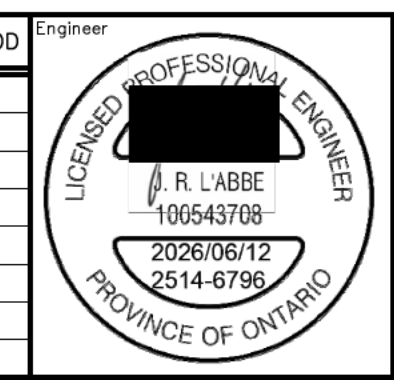 OD
Engineer
LICENSED PROFESSIONAL ENGINEER
J. R. L'ABBE
100543708
2026/06/12
2514-6796
PROVINCE OF ONTARIO